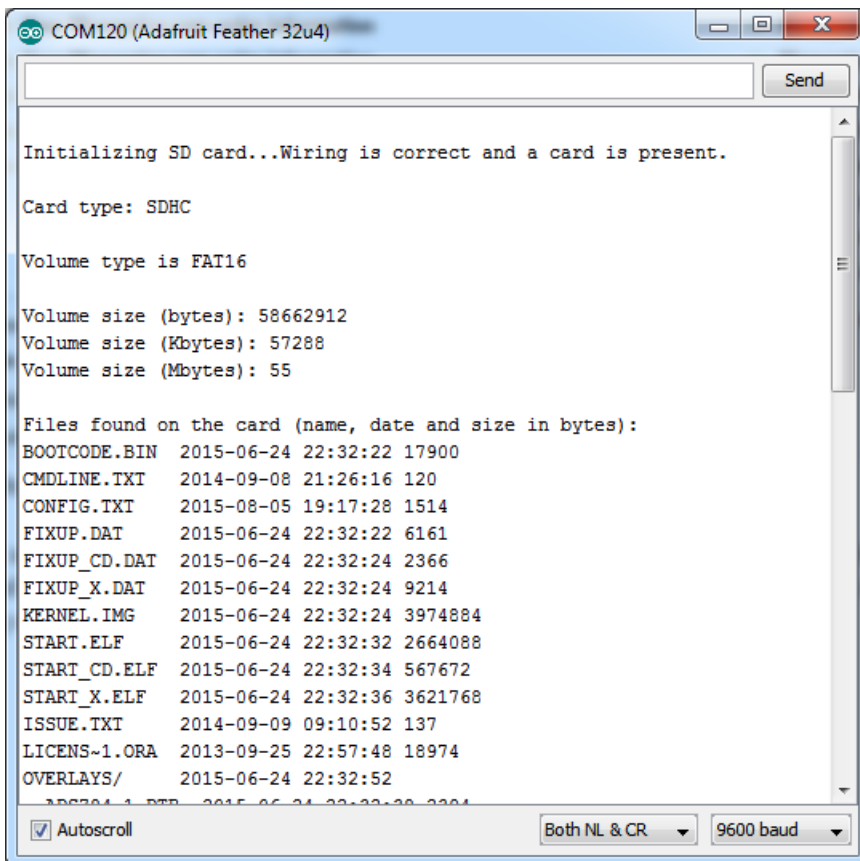 COM120 (Adafruit Feather 32u4)
Send
Initializing SD card...Wiring is correct and a card is present.
Card type: SDHC
Volume type is FAT16
Volume size (bytes): 58662912
Volume size (Kbytes): 57288
Volume size (Mbytes): 55
Files found on the card (name, date and size in bytes):
BOOTCODE.BIN  2015-06-24 22:32:22 17900
CMDLINE.TXT   2014-09-08 21:26:16 120
CONFIG.TXT    2015-08-05 19:17:28 1514
FIXUP.DAT     2015-06-24 22:32:22 6161
FIXUP_CD.DAT  2015-06-24 22:32:24 2366
FIXUP_X.DAT   2015-06-24 22:32:24 9214
KERNEL.IMG    2015-06-24 22:32:24 3974884
START.ELF     2015-06-24 22:32:32 2664088
START_CD.ELF  2015-06-24 22:32:34 567672
START_X.ELF   2015-06-24 22:32:36 3621768
ISSUE.TXT     2014-09-09 09:10:52 137
LICENS~1.ORA  2013-09-25 22:57:48 18974
OVERLAYS/     2015-06-24 22:32:52
Autoscroll
Both NL & CR
9600 baud